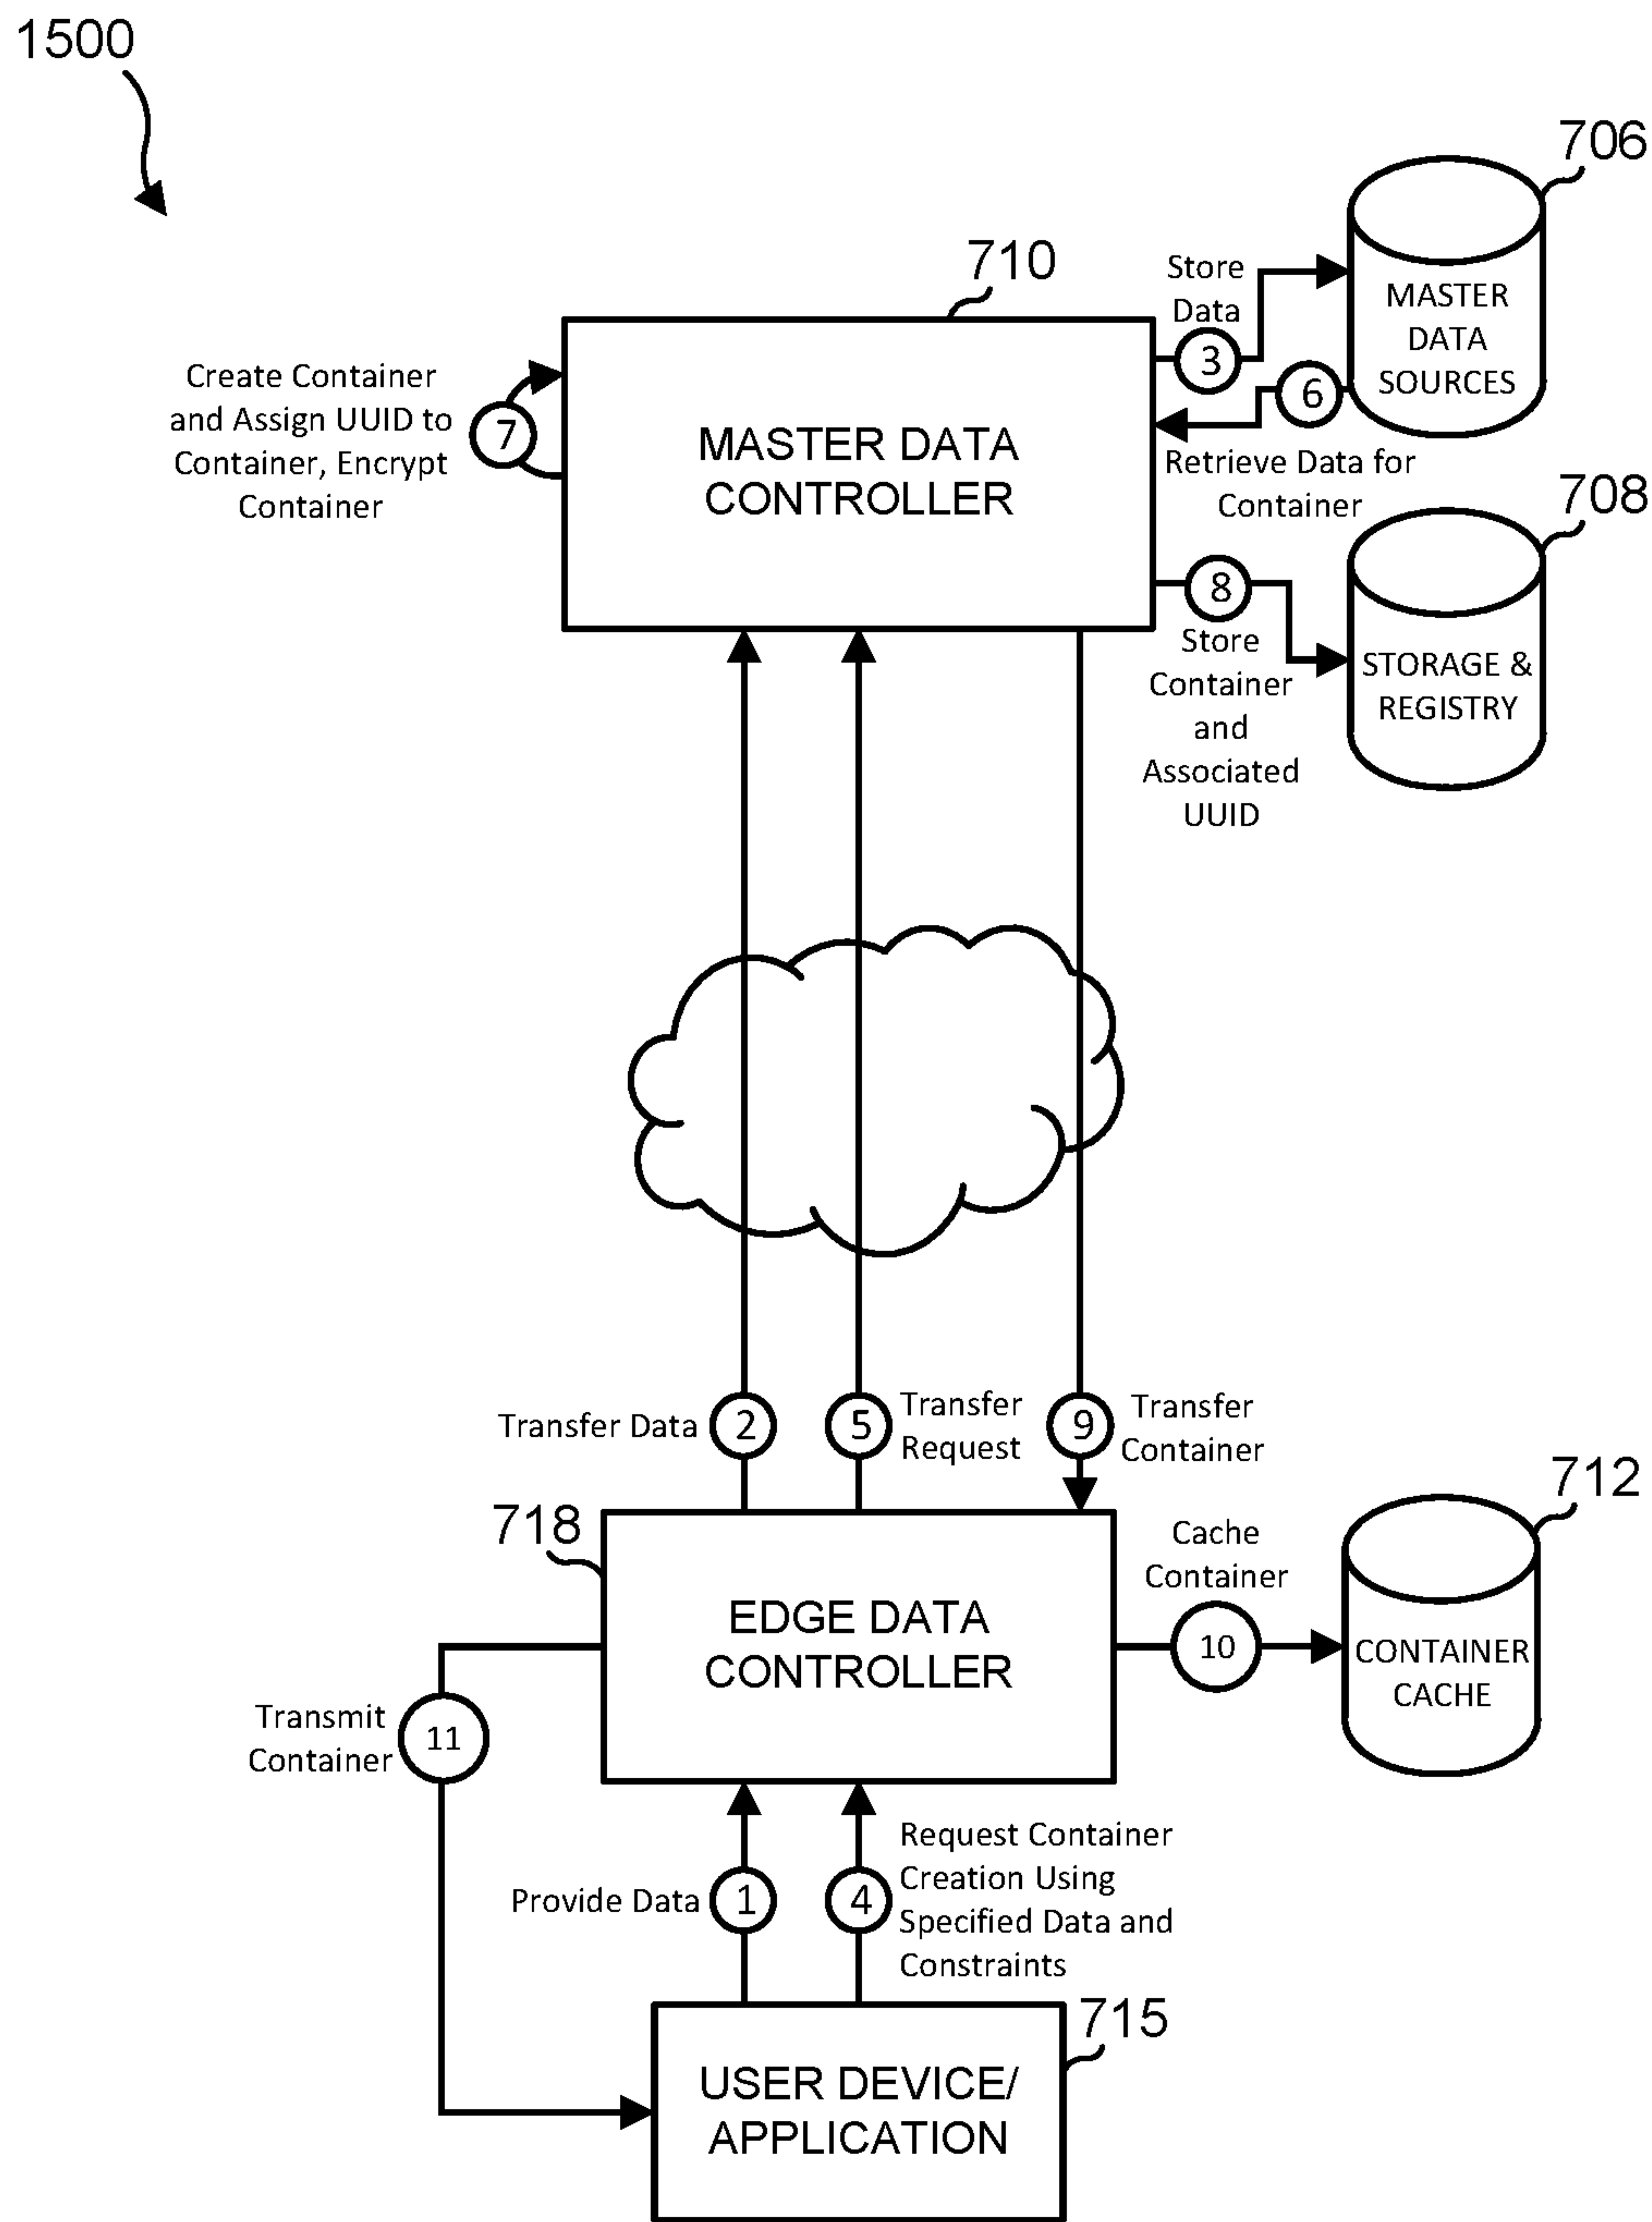 1500
706
710
Store
Data
3
MASTER
DATA
SOURCES
6
Create Container
and Assign UUID to
Container, Encrypt
Container
7
MASTER DATA
CONTROLLER
Retrieve Data for
Container
708
8
Store
Container
and
Associated
UUID
STORAGE &
REGISTRY
Transfer Data
2
5
Transfer
Request
9
Transfer
Container
718
712
Cache
Container
EDGE DATA
CONTROLLER
10
CONTAINER
CACHE
Transmit
Container
11
Provide Data
1
4
Request Container
Creation Using
Specified Data and
Constraints
715
USER DEVICE/
APPLICATION